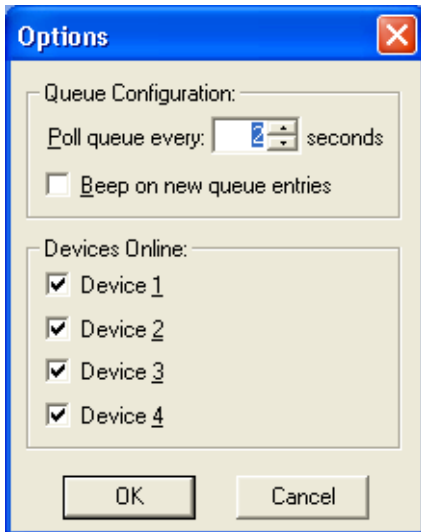 Options
Queue Configuration:
Poll queue every: 2 seconds
Beep on new queue entries
Devices Online:
Device 1
Device 2
Device 3
Device 4
OK Cancel